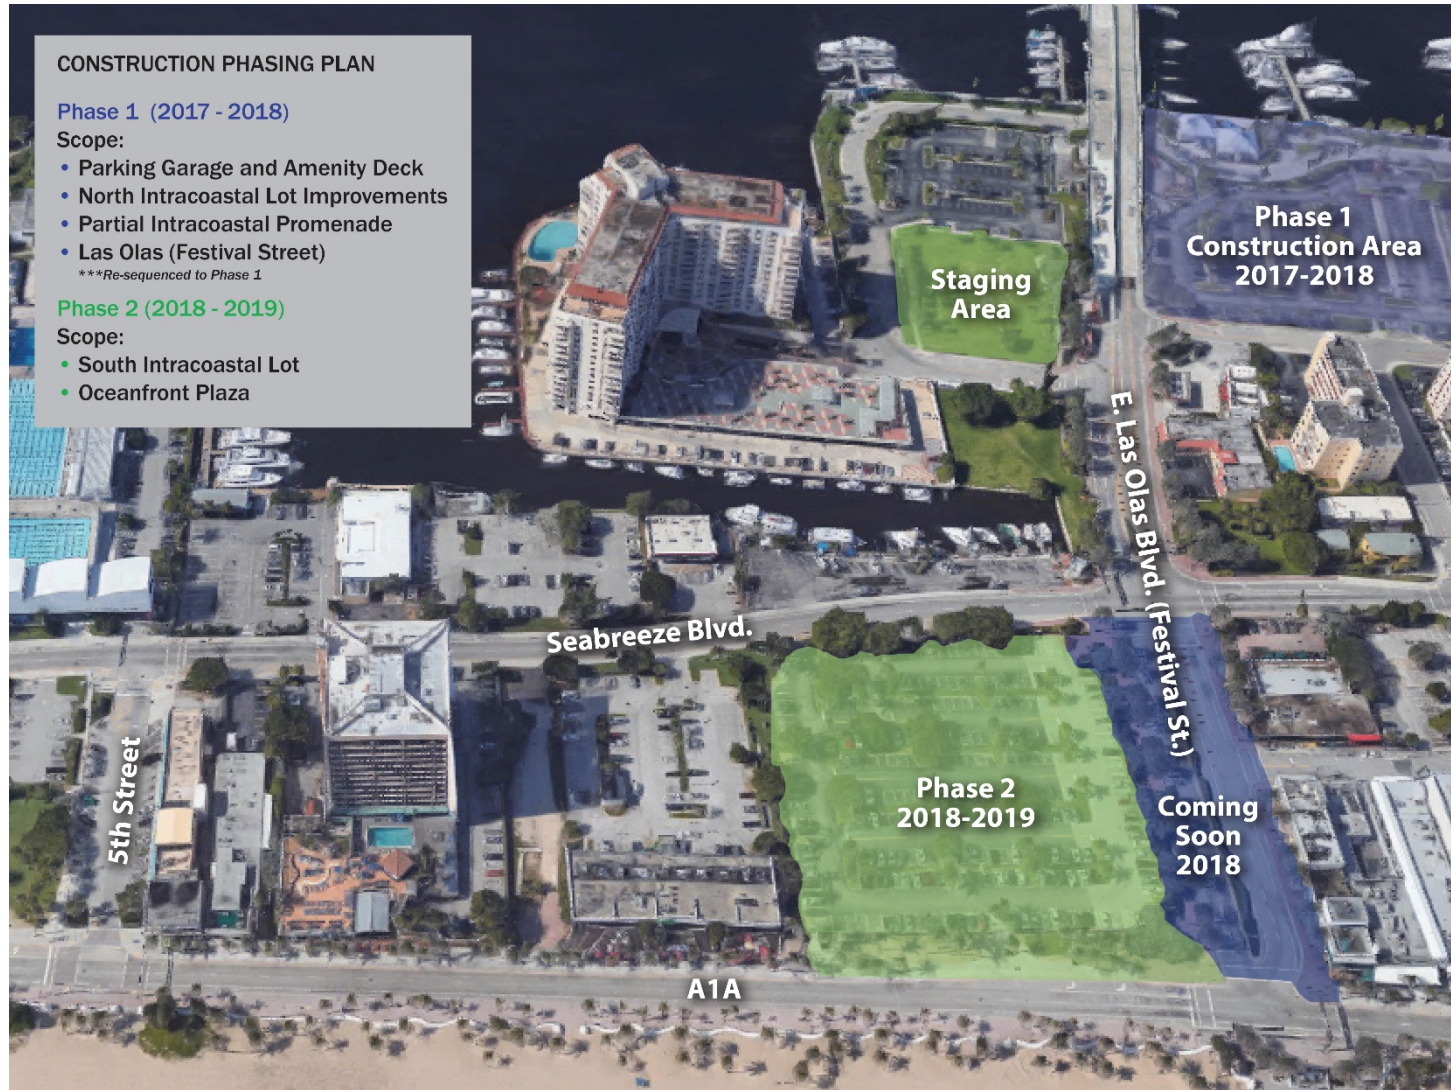 CONSTRUCTION PHASING PLAN
Phase 1 (2017 - 2018)
Scope:
• Parking Garage and Amenity Deck
• North Intracoastal Lot Improvements
• Partial Intracoastal Promenade
• Las Olas (Festival Street)
***Re-sequenced to Phase 1
Phase 2 (2018 - 2019)
Scope:
• South Intracoastal Lot
• Oceanfront Plaza
Phase 1
Construction Area
2017-2018
Staging
Area
E. Las Olas Blvd. (Festival St.)
Seabreeze Blvd.
5th Street
Phase 2
2018-2019
Coming
Soon
2018
A1A